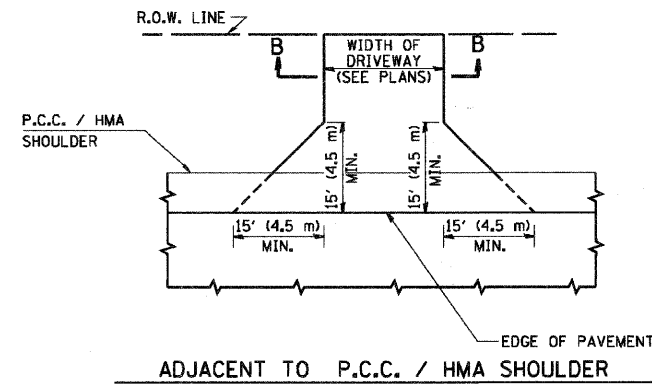 R.O.W. LINE
B
WIDTH OF
DRIVEWAY
(SEE PLANS)
B
P.C.C. / HMA
SHOULDER
15' (4.5 m)
MIN.
15' (4.5 m)
MIN.
15' (4.5 m)
MIN.
15' (4.5 m)
MIN.
EDGE OF PAVEMENT
ADJACENT TO P.C.C. / HMA SHOULDER